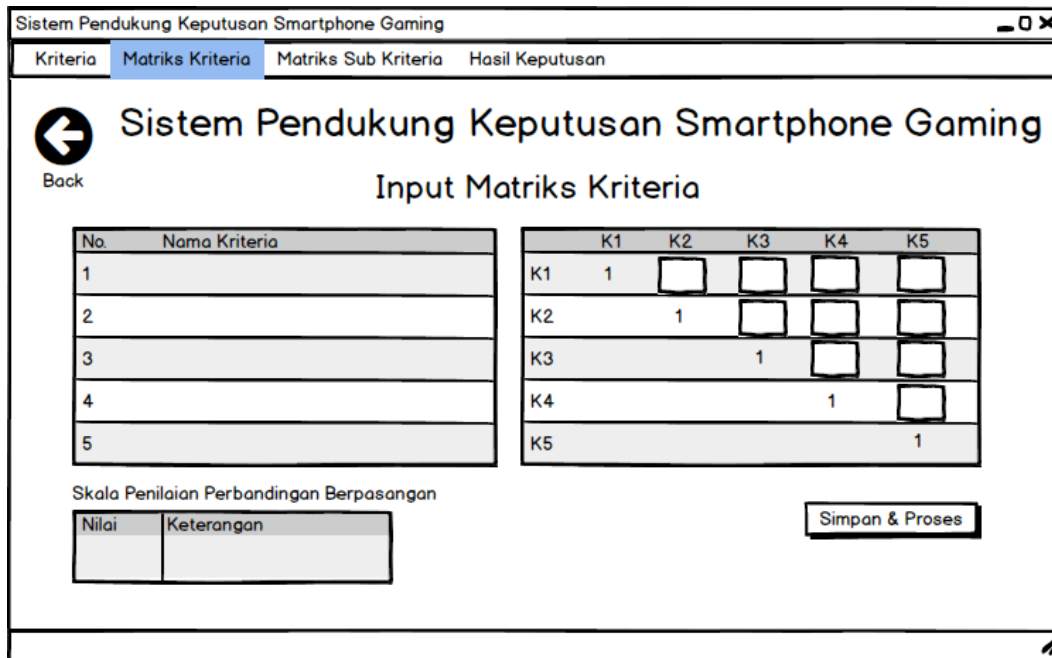 Sistem Pendukung Keputusan Smartphone Gaming
Kriteria Matriks Kriteria Matriks Sub Kriteria Hasil Keputusan
Sistem Pendukung Keputusan Smartphone Gaming
Back
Input Matriks Kriteria
No. Nama Kriteria
1
2
3
4
5
K1 K2 K3 K4 K5
K1 1
K2 1
K3 1
K4 1
K5 1
Skala Penilaian Perbandingan Berpasangan
Nilai Keterangan
Simpan & Proses